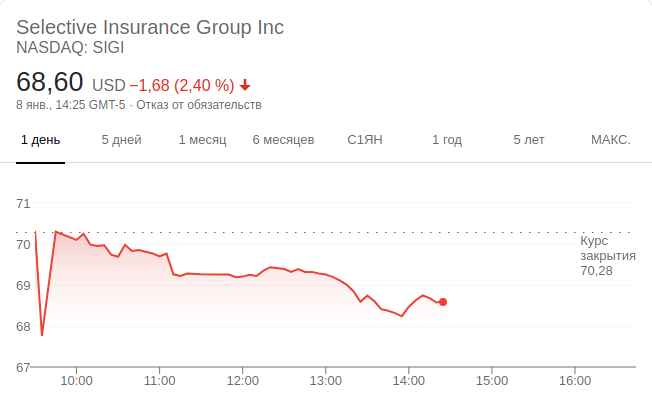 Selective Insurance Group Inc
NASDAQ: SIGI
68,60 USD −1,68 (2,40 %)
8 янв., 14:25 GMT-5 · Отказ от обязательств
1 день 5 дней 1 месяц 6 месяцев С1ЯН 1 год 5 лет МАКС.
71
70
69
68
67
Курс
закрытия
70,28
10:00 11:00 12:00 13:00 14:00 15:00 16:00